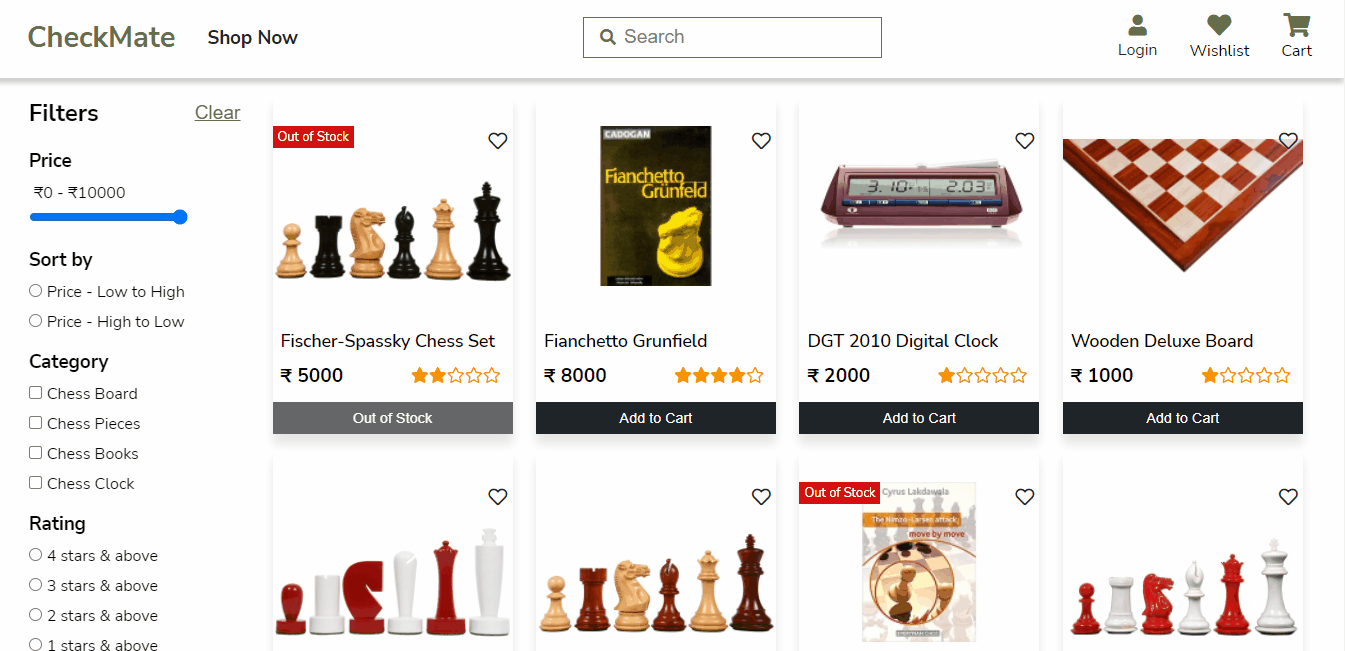 CheckMate
Shop Now
Search
Login
Wishlist
Cart
Filters
Clear
Price
₹0 - ₹10000
Sort by
Price - Low to High
Price - High to Low
Category
Chess Board
Chess Pieces
Chess Books
Chess Clock
Rating
4 stars & above
3 stars & above
2 stars & above
1 stars & above
Out of Stock
Fischer-Spassky Chess Set
₹ 5000
Out of Stock
CADOGAN
Fianchetto
Grünfeld
Fianchetto Grunfield
₹ 8000
Add to Cart
3.10
2.03
DGT 2010 Digital Clock
₹ 2000
Add to Cart
Wooden Deluxe Board
₹ 1000
Add to Cart
Out of Stock
Cyrus Lakdawala
The Nimzo-Larsen attack:
move by move
EVERYMAN CHESS